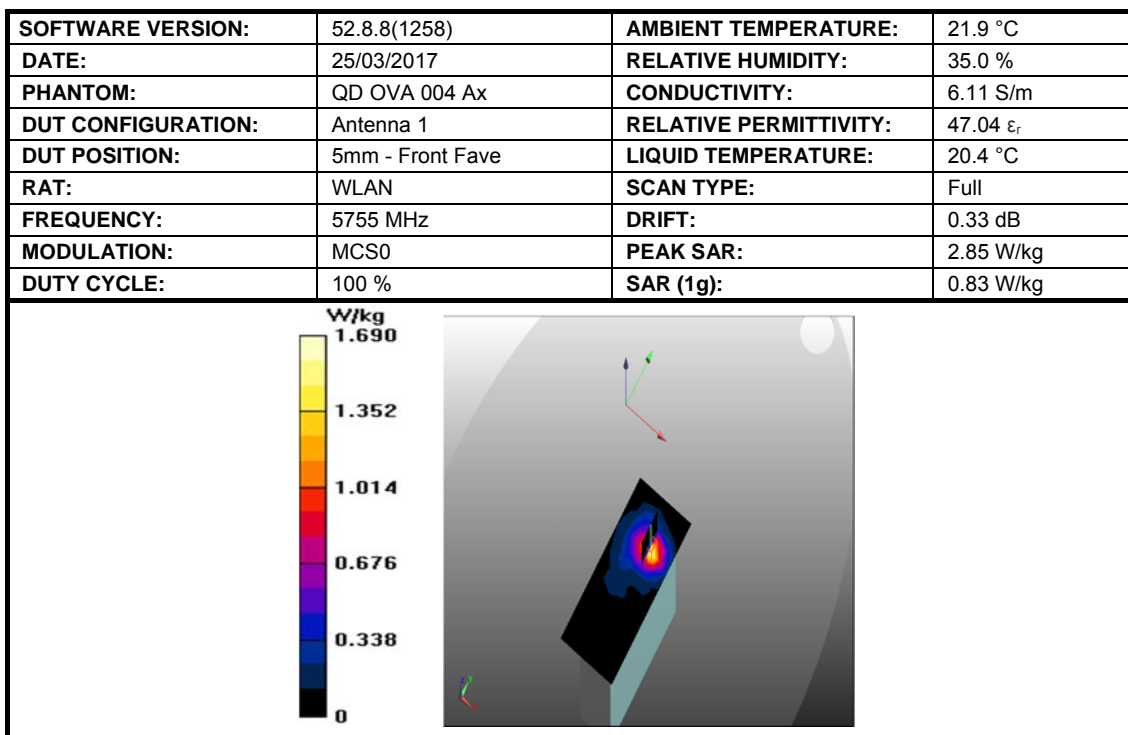 SOFTWARE VERSION: 52.8.8(1258) AMBIENT TEMPERATURE: 21.9 °C
DATE: 25/03/2017 RELATIVE HUMIDITY: 35.0 %
PHANTOM: QD OVA 004 Ax CONDUCTIVITY: 6.11 S/m
DUT CONFIGURATION: Antenna 1 RELATIVE PERMITTIVITY: 47.04 εr
DUT POSITION: 5mm - Front Fave LIQUID TEMPERATURE: 20.4 °C
RAT: WLAN SCAN TYPE: Full
FREQUENCY: 5755 MHz DRIFT: 0.33 dB
MODULATION: MCS0 PEAK SAR: 2.85 W/kg
DUTY CYCLE: 100 % SAR (1g): 0.83 W/kg
W/kg
1.690
1.352
1.014
0.676
0.338
0